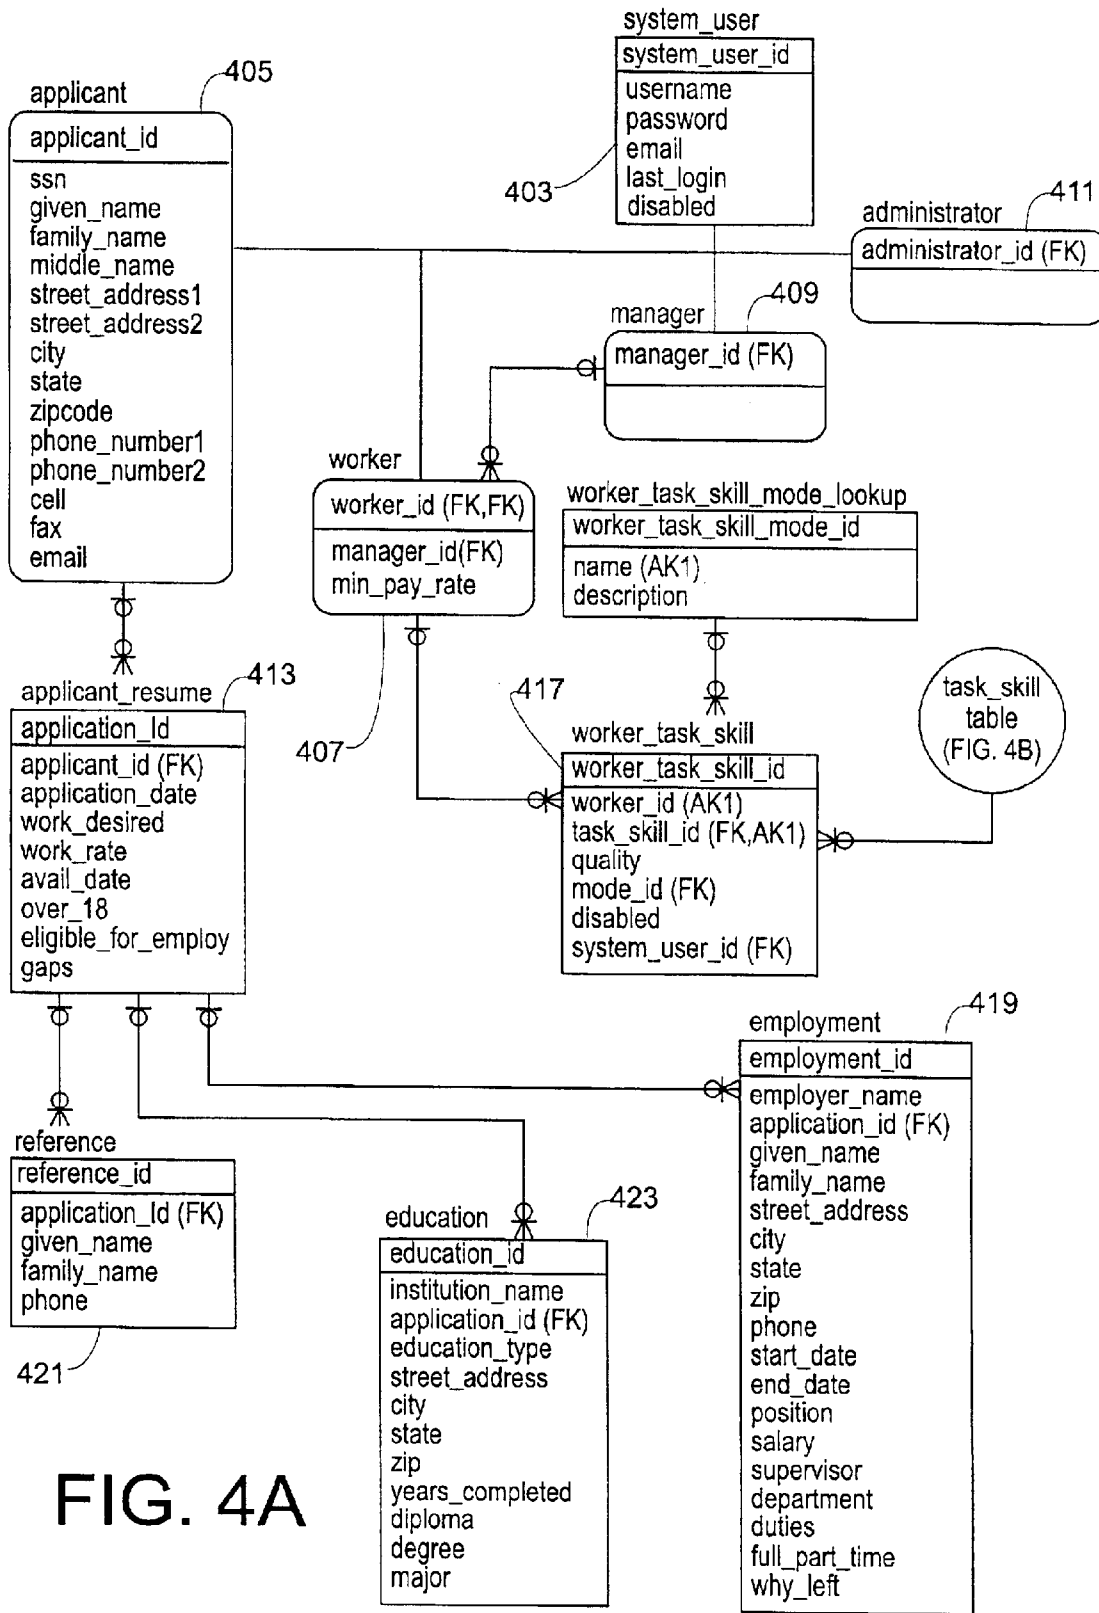 system_user
system_user_id
username
password
email
last_login
disabled
403
405
applicant
applicant_id
ssn
given_name
family_name
middle_name
street_address1
street_address2
city
state
zipcode
phone_number1
phone_number2
cell
fax
email
411
administrator
administrator_id (FK)
409
manager
manager_id (FK)
worker
worker_id (FK,FK)
manager_id(FK)
min_pay_rate
407
worker_task_skill_mode_lookup
worker_task_skill_mode_id
name (AK1)
description
task_skill
table
(FIG. 4B)
417
worker_task_skill
worker_task_skill_id
worker_id (AK1)
task_skill_id (FK,AK1)
quality
mode_id (FK)
disabled
system_user_id (FK)
413
applicant_resume
application_Id
applicant_id (FK)
application_date
work_desired
work_rate
avail_date
over_18
eligible_for_employ
gaps
reference
reference_id
application_Id (FK)
given_name
family_name
phone
421
423
education
education_id
institution_name
application_id (FK)
education_type
street_address
city
state
zip
years_completed
diploma
degree
major
419
employment
employment_id
employer_name
application_id (FK)
given_name
family_name
street_address
city
state
zip
phone
start_date
end_date
position
salary
supervisor
department
duties
full_part_time
why_left
FIG. 4A